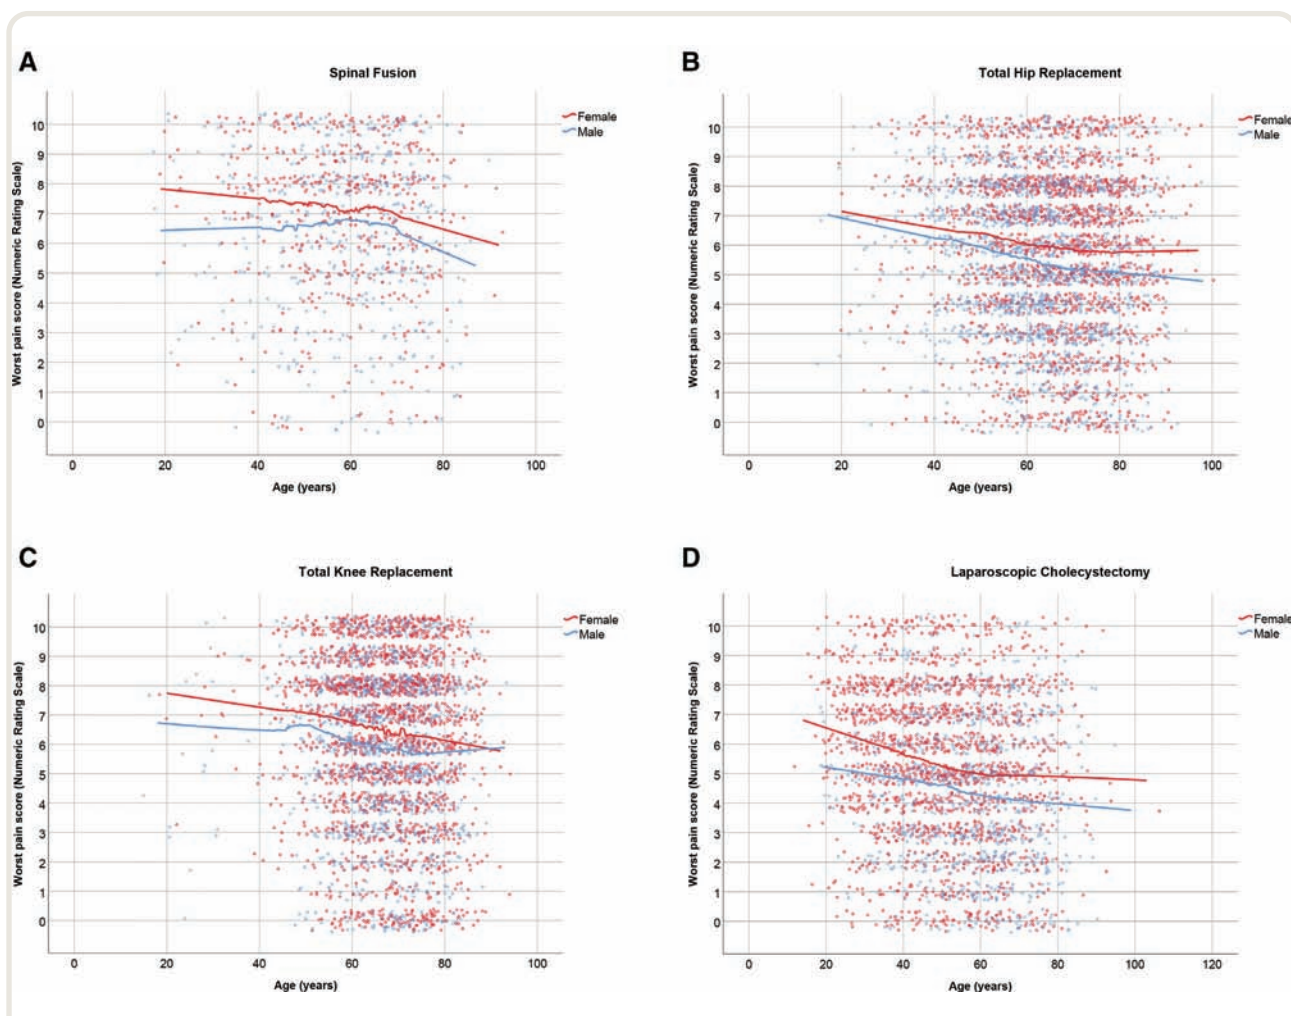 A
Spinal Fusion
Female
Male
Worst pain score (Numeric Rating Scale)
10
9
8
7
6
5
4
3
2
1
0
0 20 40 60 80 100
Age (years)
B
Total Hip Replacement
Female
Male
Worst pain score (Numeric Rating Scale)
10
9
8
7
6
5
4
3
2
1
0
0 20 40 60 80 100
Age (years)
C
Total Knee Replacement
Female
Male
Worst pain score (Numeric Rating Scale)
10
9
8
7
6
5
4
3
2
1
0
0 20 40 60 80 100
Age (years)
D
Laparoscopic Cholecystectomy
Female
Male
Worst pain score (Numeric Rating Scale)
10
9
8
7
6
5
4
3
2
1
0
0 20 40 60 80 100 120
Age (years)